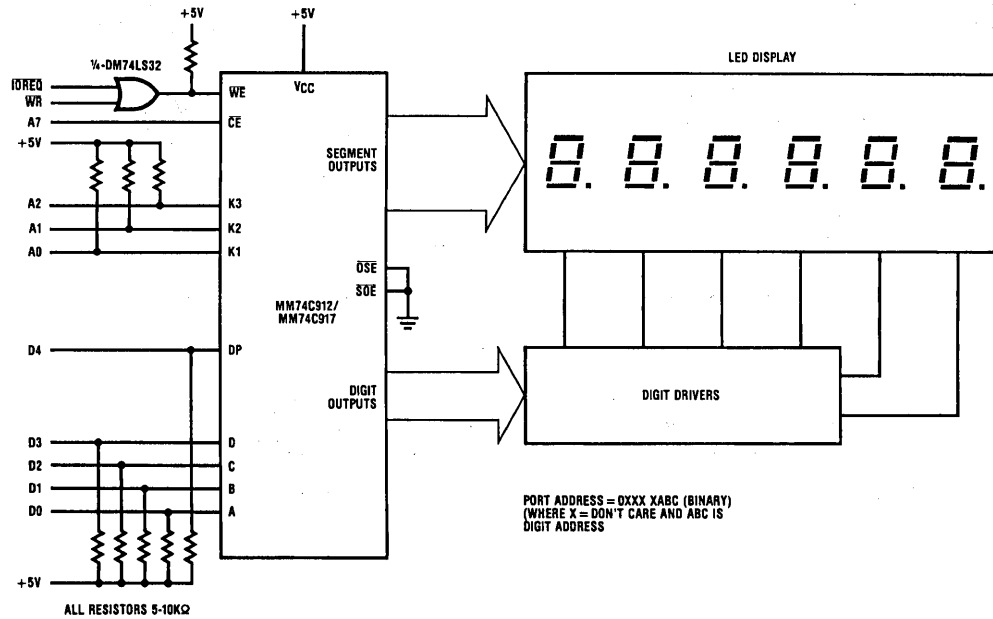 +5V
+5V
LED DISPLAY
¼-DM74LS32
IOREQ
WR
A7
+5V
A2
A1
A0
WE
VCC
CE
SEGMENT
OUTPUTS
K3
K2
K1
OSE
SOE
MM74C912/
MM74C917
D4
DP
DIGIT
OUTPUTS
DIGIT DRIVERS
D3
D2
D1
D0
D
C
B
A
PORT ADDRESS = 0XXX XABC (BINARY)
(WHERE X = DON'T CARE AND ABC IS
DIGIT ADDRESS
+5V
ALL RESISTORS 5-10KΩ